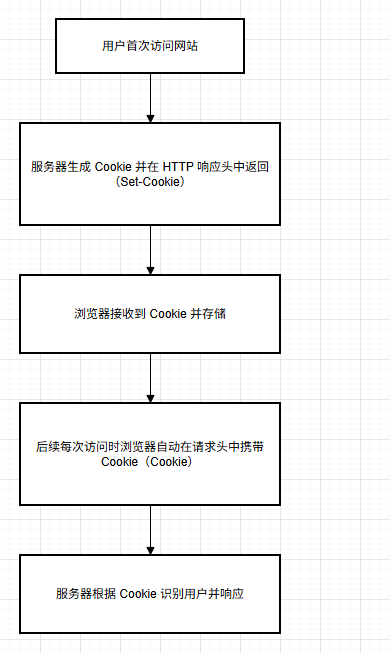 用户首次访问网站
服务器生成 Cookie 并在 HTTP 响应头中返回
（Set-Cookie）
浏览器接收到 Cookie 并存储
后续每次访问时浏览器自动在请求头中携带
Cookie（Cookie）
服务器根据 Cookie 识别用户并响应